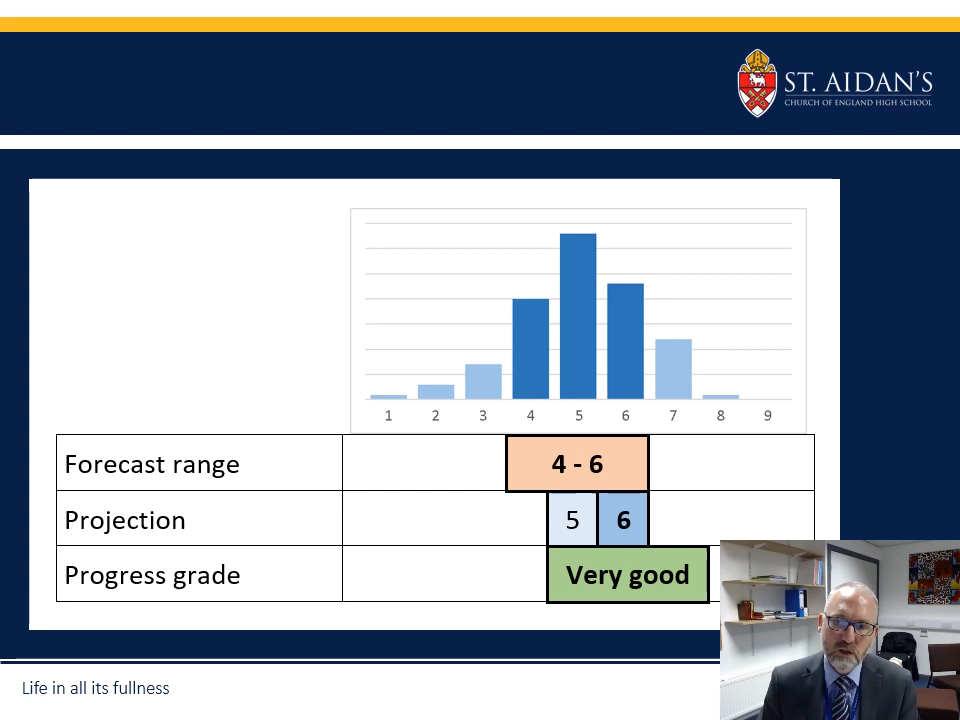 ST. AIDAN'S
CHURCH OF ENGLAND HIGH SCHOOL
1 2 3 4 5 6 7 8 9
Forecast range 4 - 6
Projection 5 6
Progress grade Very good
Life in all its fullness